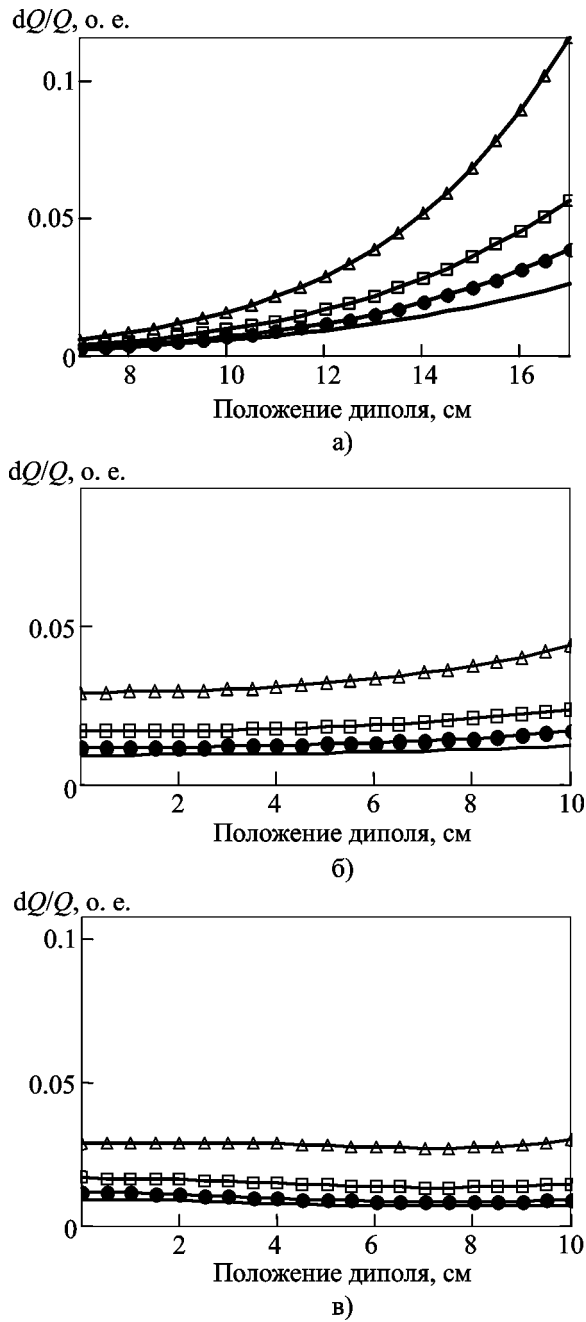 dQ/Q, о. е.
0.1
0.05
0
8 10 12 14 16
Положение диполя, см
а)
dQ/Q, о. е.
0.05
0
2 4 6 8 10
Положение диполя, см
б)
dQ/Q, о. е.
0.1
0.05
0
2 4 6 8 10
Положение диполя, см
в)